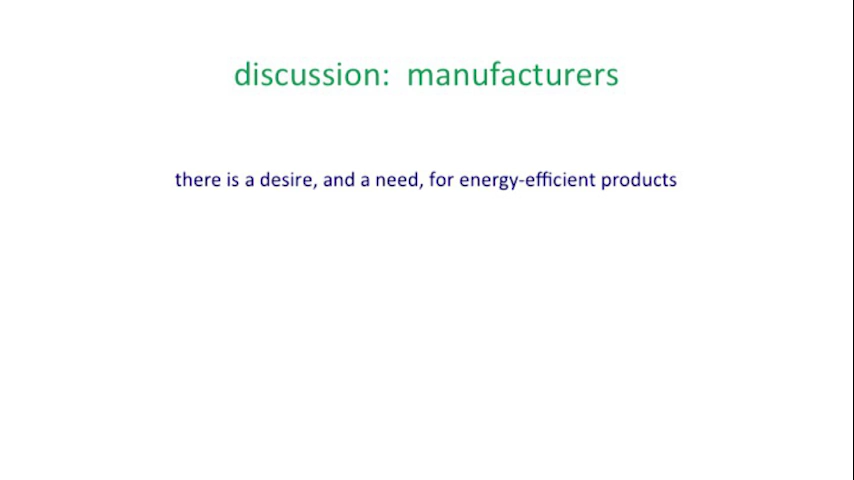 discussion:  manufacturers
there is a desire, and a need, for energy-efficient products